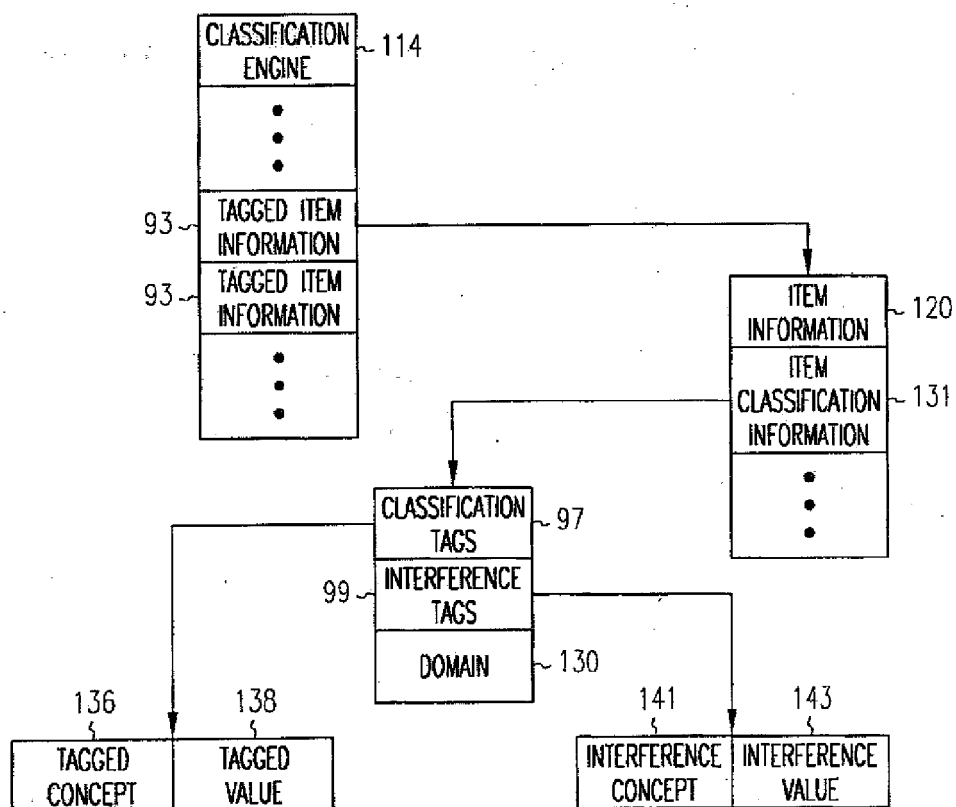 CLASSIFICATION
ENGINE
114
93
TAGGED ITEM
INFORMATION
93
TAGGED ITEM
INFORMATION
ITEM
INFORMATION
120
ITEM
CLASSIFICATION
INFORMATION
131
CLASSIFICATION
TAGS
97
99
INTERFERENCE
TAGS
DOMAIN
130
136
138
TAGGED
CONCEPT
TAGGED
VALUE
141
143
INTERFERENCE
CONCEPT
INTERFERENCE
VALUE